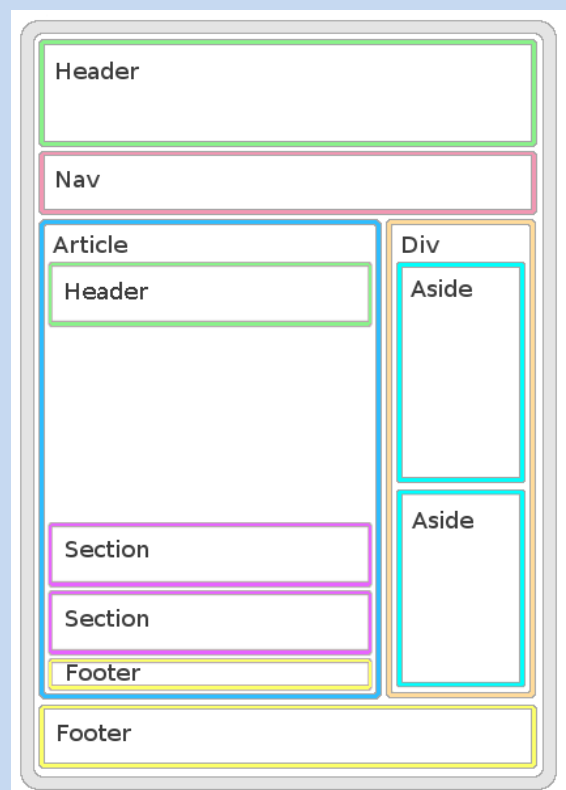 Header
Nav
Article
Header
Section
Section
Footer
Div
Aside
Aside
Footer